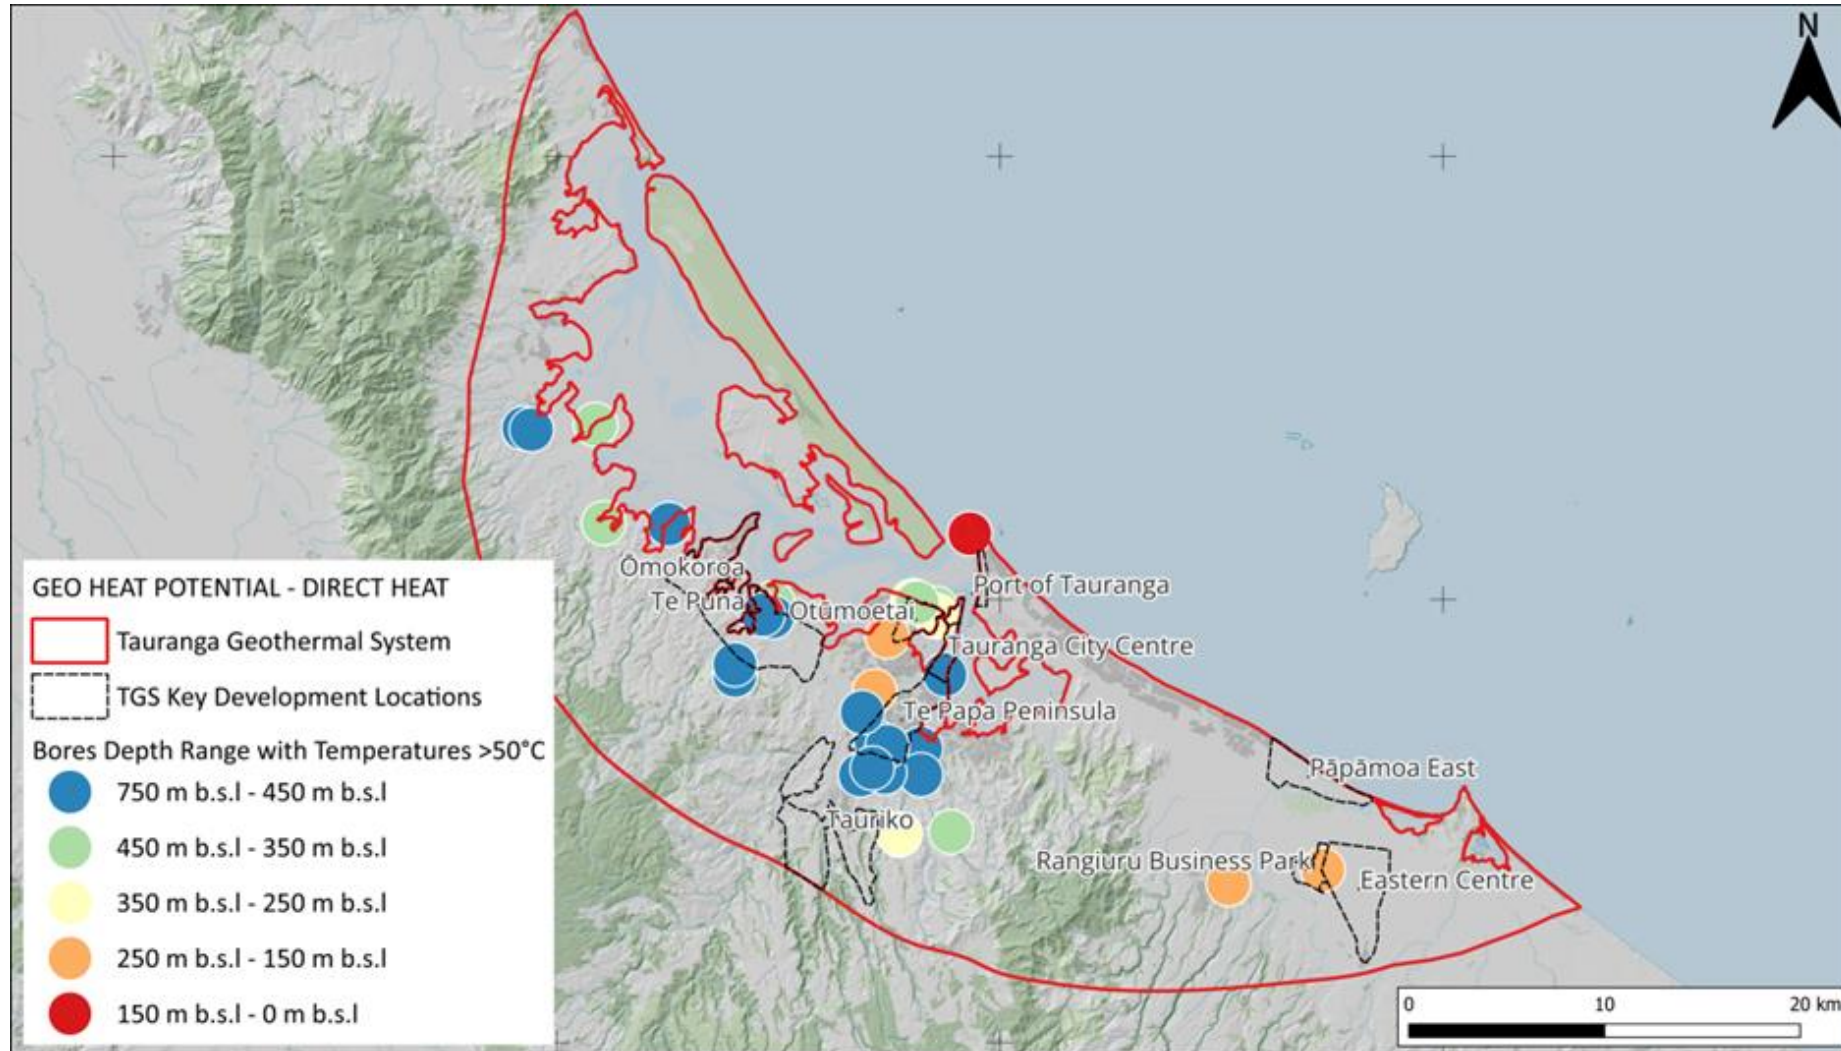 N
Ōmokoroa
Te Puna
Otūmoetai
Port of Tauranga
Tauranga City Centre
Te Papa Peninsula
Tauriko
Pāpāmoa East
Rangiuru Business Park
Eastern Centre
GEO HEAT POTENTIAL - DIRECT HEAT
Tauranga Geothermal System
TGS Key Development Locations
Bores Depth Range with Temperatures >50°C
750 m b.s.l - 450 m b.s.l
450 m b.s.l - 350 m b.s.l
350 m b.s.l - 250 m b.s.l
250 m b.s.l - 150 m b.s.l
150 m b.s.l - 0 m b.s.l
0 10 20 km